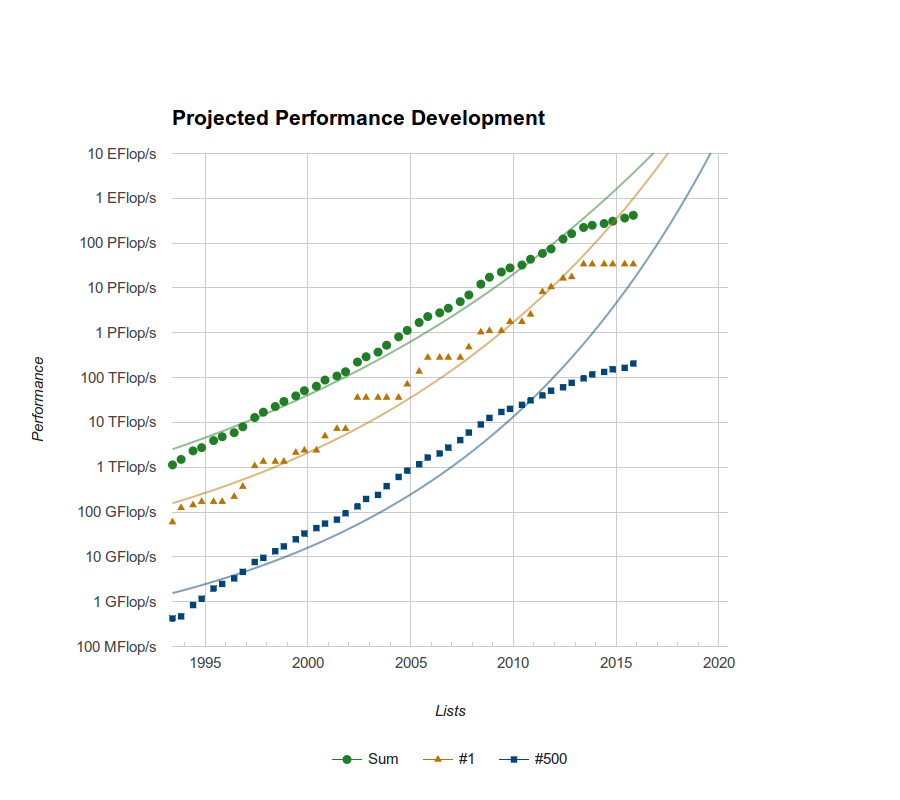 Projected Performance Development
10 EFlop/s
1 EFlop/s
100 PFlop/s
10 PFlop/s
1 PFlop/s
100 TFlop/s
10 TFlop/s
1 TFlop/s
100 GFlop/s
10 GFlop/s
1 GFlop/s
100 MFlop/s
Performance
1995 2000 2005 2010 2015 2020
Lists
Sum #1 #500